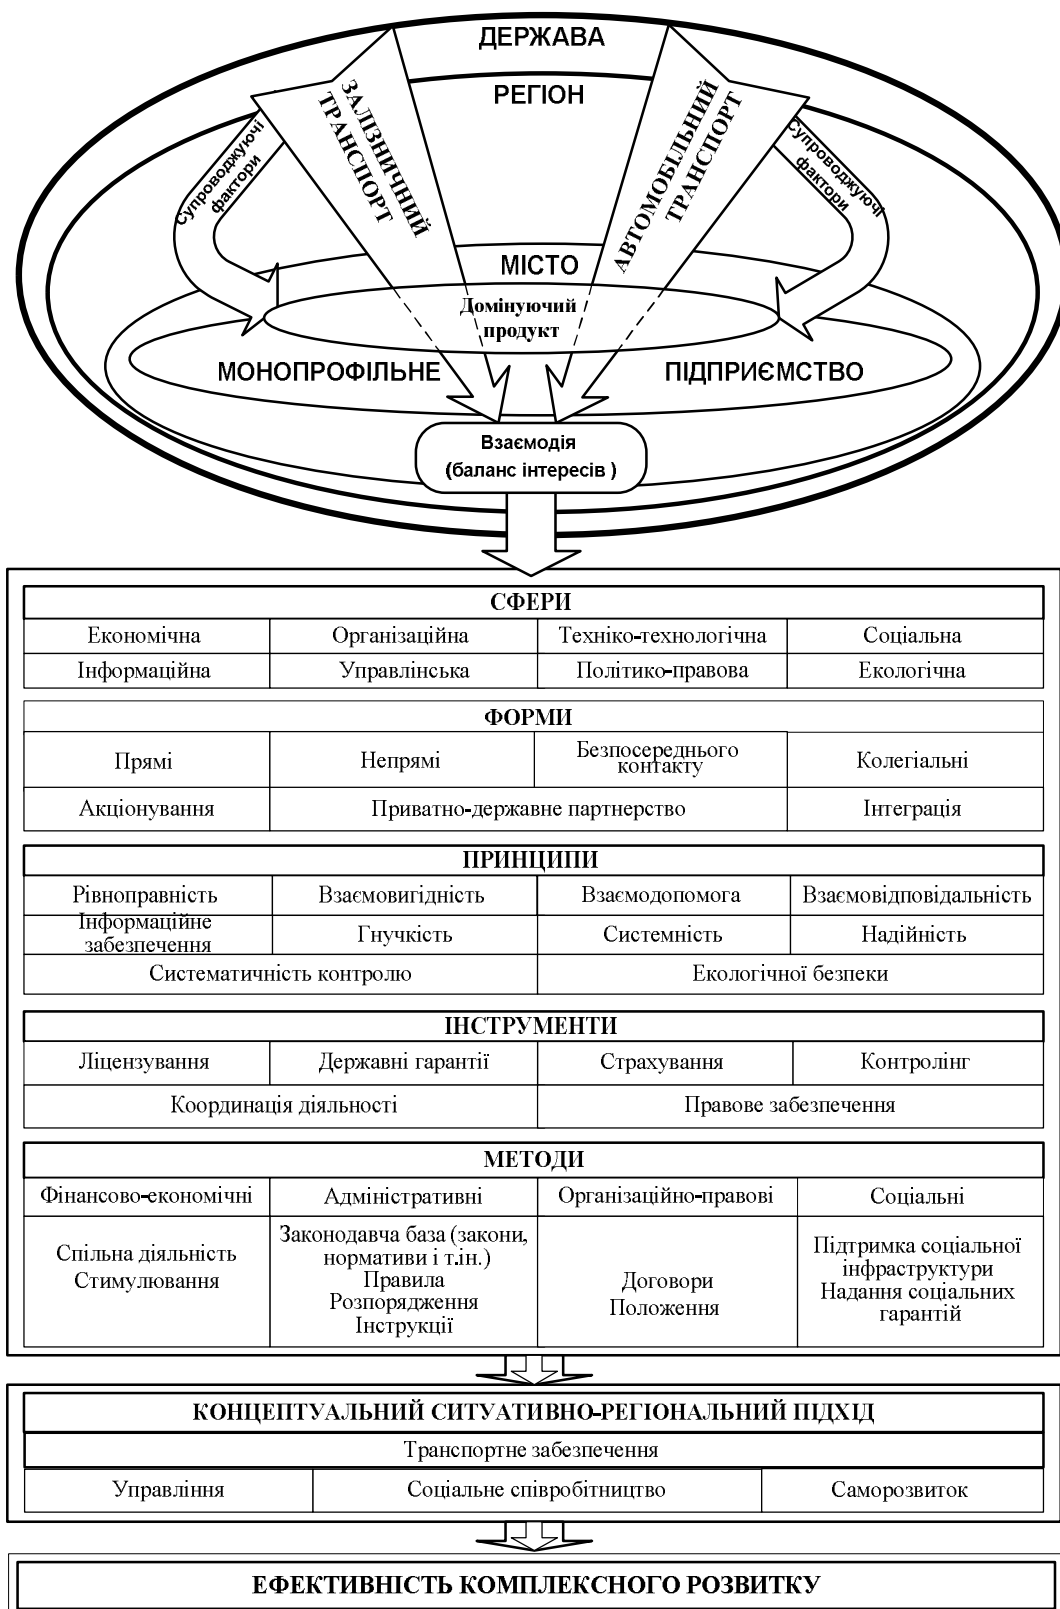 ДЕРЖАВА
РЕГІОН
ЗАЛІЗНИЧНИЙ
ТРАНСПОРТ
АВТОМОБІЛЬНИЙ
ТРАНСПОРТ
Супроводжуючі
фактори
Супроводжуючі
фактори
МІСТО
Домінуючий
продукт
МОНОПРОФІЛЬНЕ ПІДПРИЄМСТВО
Взаємодія
(баланс інтересів )
СФЕРИ
Економічна Організаційна Техніко-технологічна Соціальна
Інформаційна Управлінська Політико-правова Екологічна
ФОРМИ
Прямі Непрямі Безпосереднього контакту Колегіальні
Акціонування Приватно-державне партнерство Інтеграція
ПРИНЦИПИ
Рівноправність Взаємовигідність Взаємодопомога Взаємовідповідальність
Інформаційне забезпечення Гнучкість Системність Надійність
Систематичність контролю Екологічної безпеки
ІНСТРУМЕНТИ
Ліцензування Державні гарантії Страхування Контролінг
Координація діяльності Правове забезпечення
МЕТОДИ
Фінансово-економічні Адміністративні Організаційно-правові Соціальні
Спільна діяльність
Стимулювання
Законодавча база (закони,
нормативи і т.ін.)
Правила
Розпорядження
Інструкції
Договори
Положення
Підтримка соціальної
інфраструктури
Надання соціальних
гарантій
КОНЦЕПТУАЛЬНИЙ СИТУАТИВНО-РЕГІОНАЛЬНИЙ ПІДХІД
Транспортне забезпечення
Управління Соціальне співробітництво Саморозвиток
ЕФЕКТИВНІСТЬ КОМПЛЕКСНОГО РОЗВИТКУ